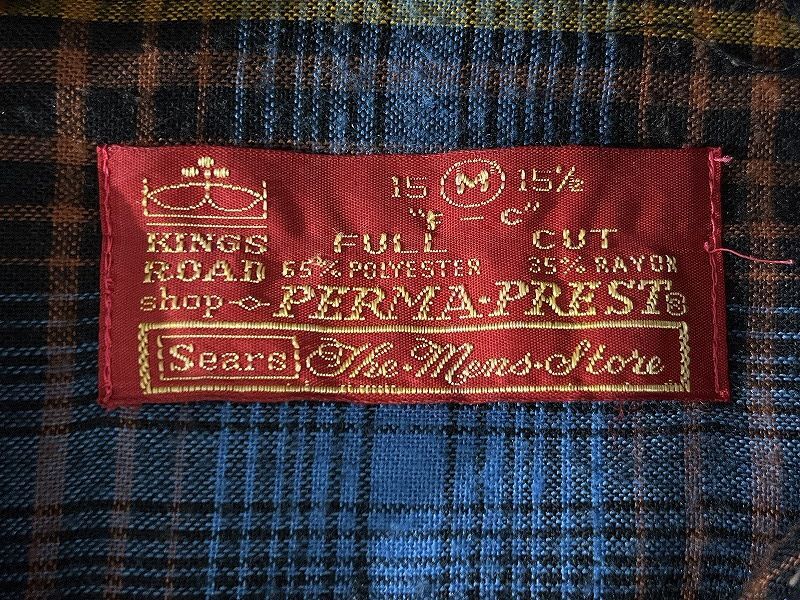 15 M 15½
"F – C"
KINGS ROAD shop
FULL CUT
65% POLYESTER 35% RAYON
PERMA-PREST®
Sears The·Mens·Store